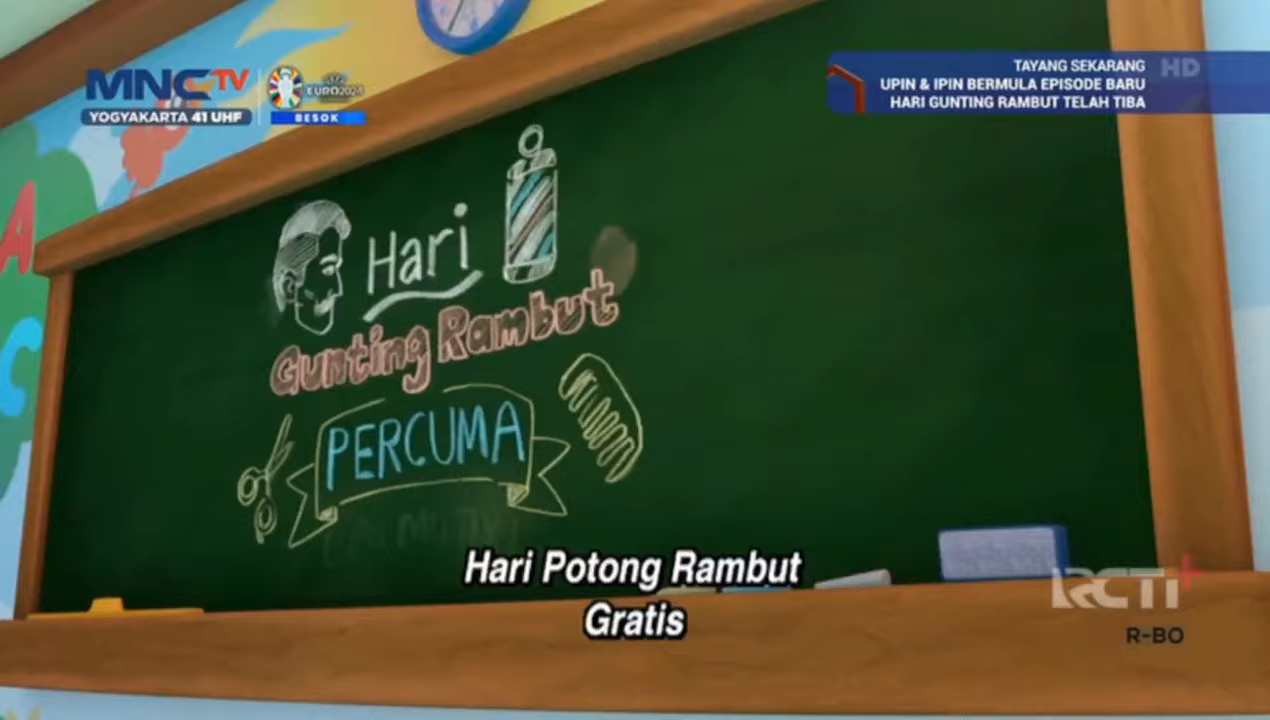 MNCTV
YOGYAKARTA 41 UHF
EURO2024
BESOK
TAYANG SEKARANG
UPIN & IPIN BERMULA EPISODE BARU
HARI GUNTING RAMBUT TELAH TIBA
HD
A
C
Hari
Gunting Rambut
PERCUMA
Hari Potong Rambut
Gratis
RCTI+
R-BO